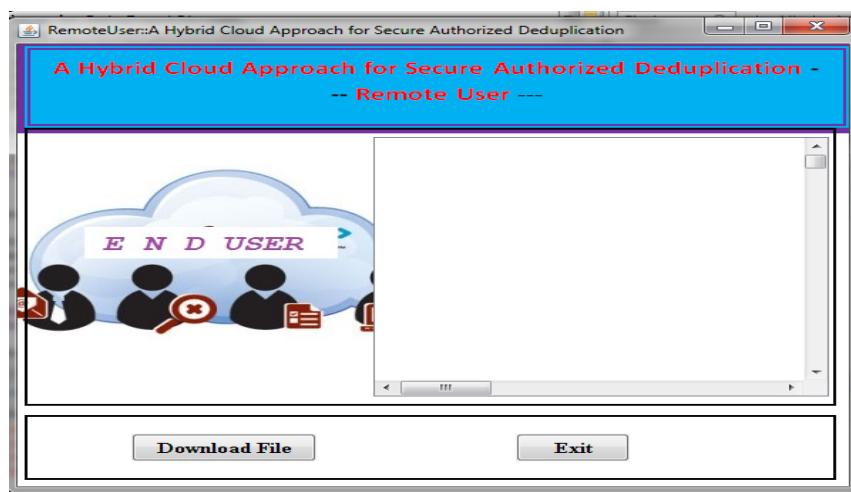 RemoteUser::A Hybrid Cloud Approach for Secure Authorized Deduplication
A Hybrid Cloud Approach for Secure Authorized Deduplication -
-- Remote User ---
E N D USER
Download File
Exit